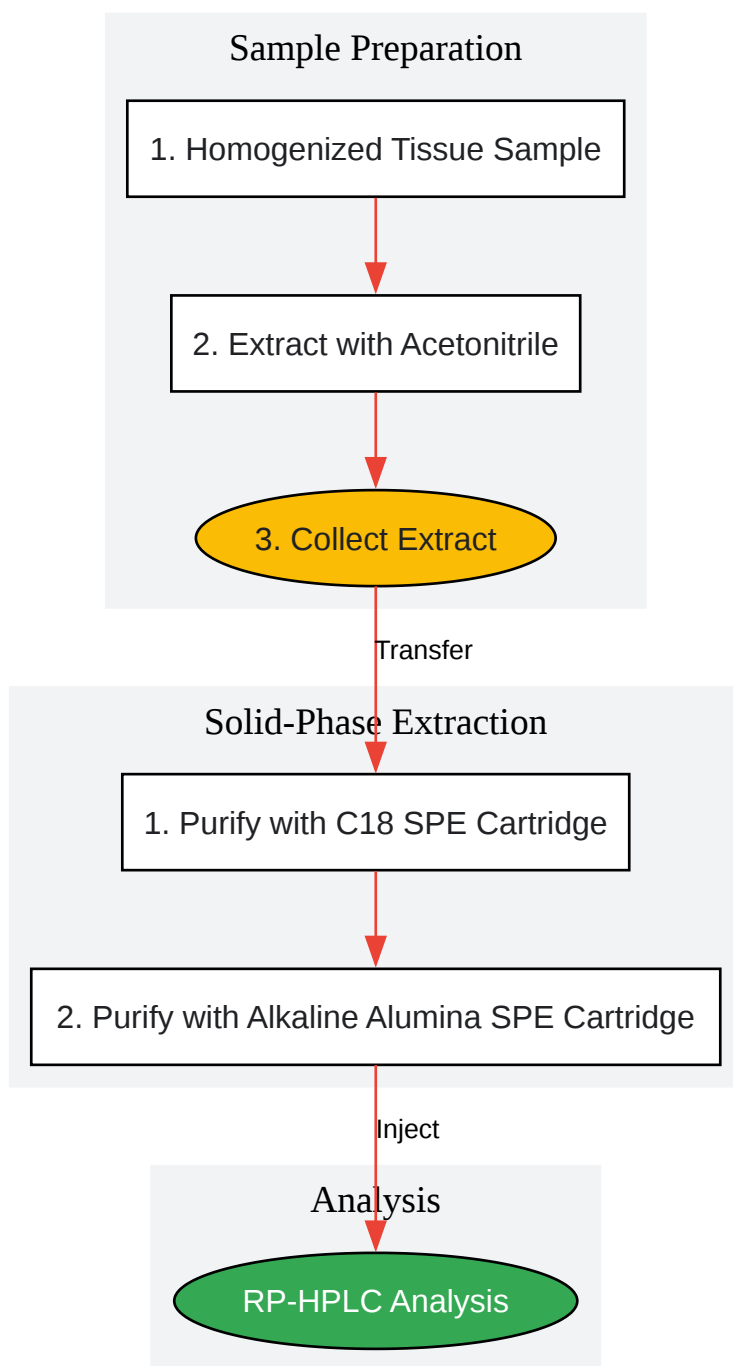 Sample Preparation
1. Homogenized Tissue Sample
2. Extract with Acetonitrile
3. Collect Extract
Transfer
Solid-Phase Extraction
1. Purify with C18 SPE Cartridge
2. Purify with Alkaline Alumina SPE Cartridge
Inject
Analysis
RP-HPLC Analysis